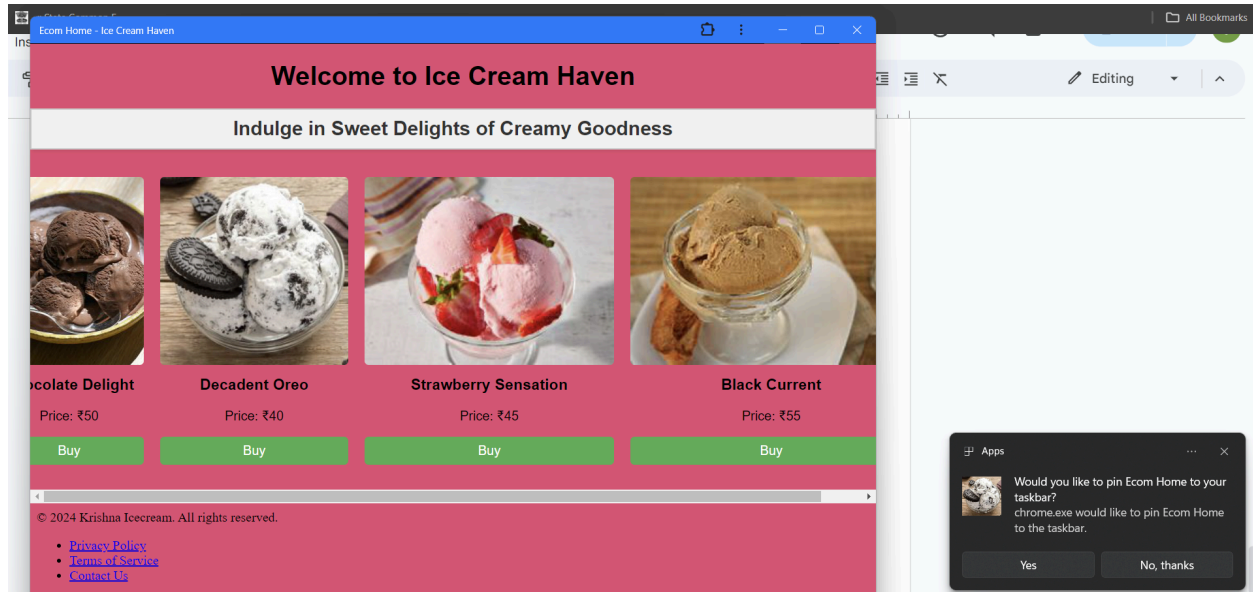 All Bookmarks
Ecom Home - Ice Cream Haven
Editing
Welcome to Ice Cream Haven
Indulge in Sweet Delights of Creamy Goodness
Delight
Decadent Oreo
Strawberry Sensation
Black Current
Price: ₹50
Price: ₹40
Price: ₹45
Price: ₹55
Buy
Buy
Buy
Buy
© 2024 Krishna Icecream. All rights reserved.
Privacy Policy
Terms of Service
Contact Us
Apps
Would you like to pin Ecom Home to your
taskbar?
chrome.exe would like to pin Ecom Home
to the taskbar.
Yes
No, thanks